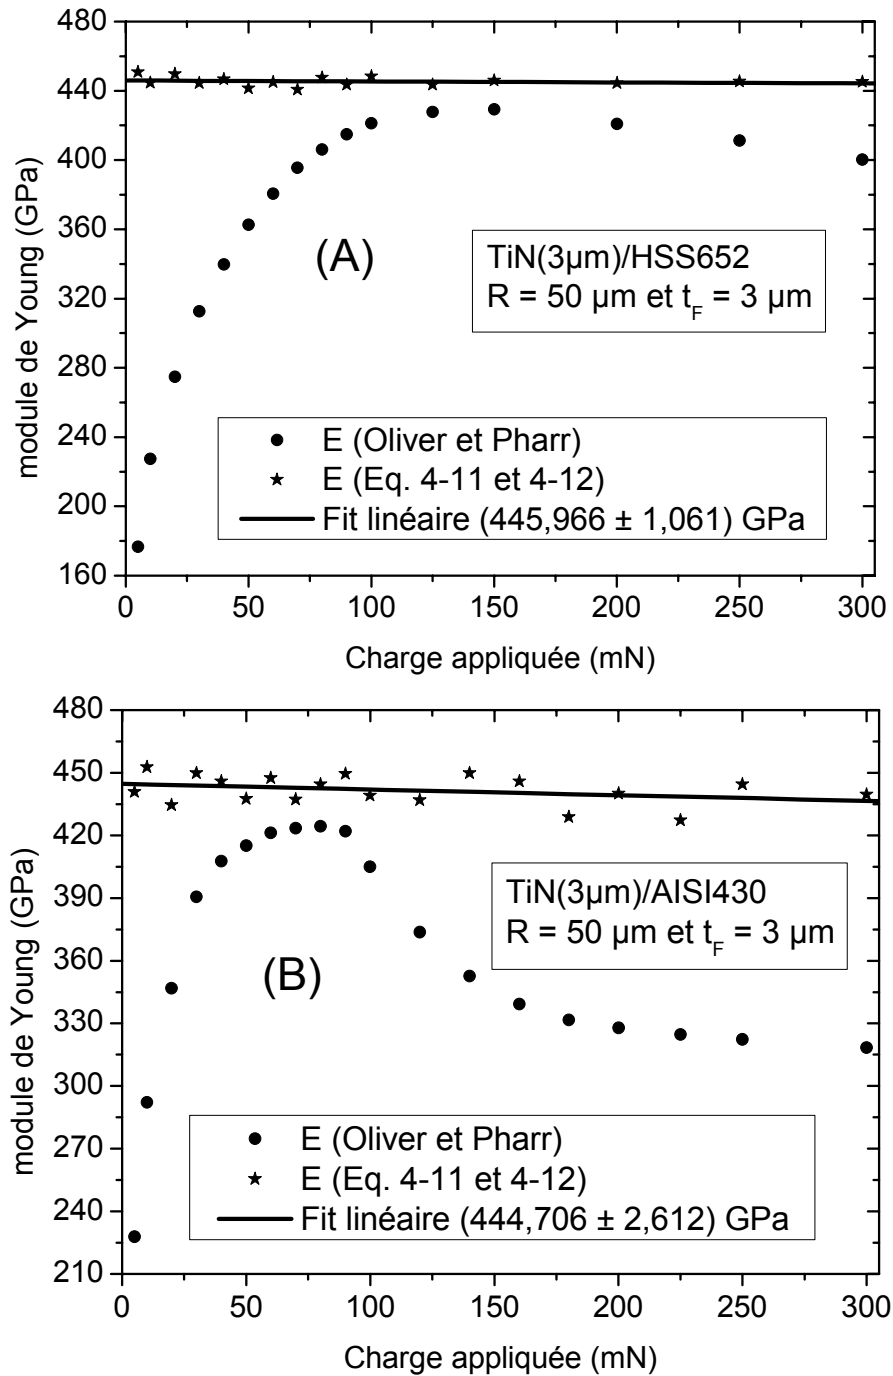 480
440
400
360
320
280
240
200
160
module de Young (GPa)
(A)
TiN(3µm)/HSS652
R = 50 µm et t_F = 3 µm
E (Oliver et Pharr)
E (Eq. 4-11 et 4-12)
Fit linéaire (445,966 ± 1,061) GPa
0 50 100 150 200 250 300
Charge appliquée (mN)
480
450
420
390
360
330
300
270
240
210
module de Young (GPa)
(B)
TiN(3µm)/AISI430
R = 50 µm et t_F = 3 µm
E (Oliver et Pharr)
E (Eq. 4-11 et 4-12)
Fit linéaire (444,706 ± 2,612) GPa
0 50 100 150 200 250 300
Charge appliquée (mN)